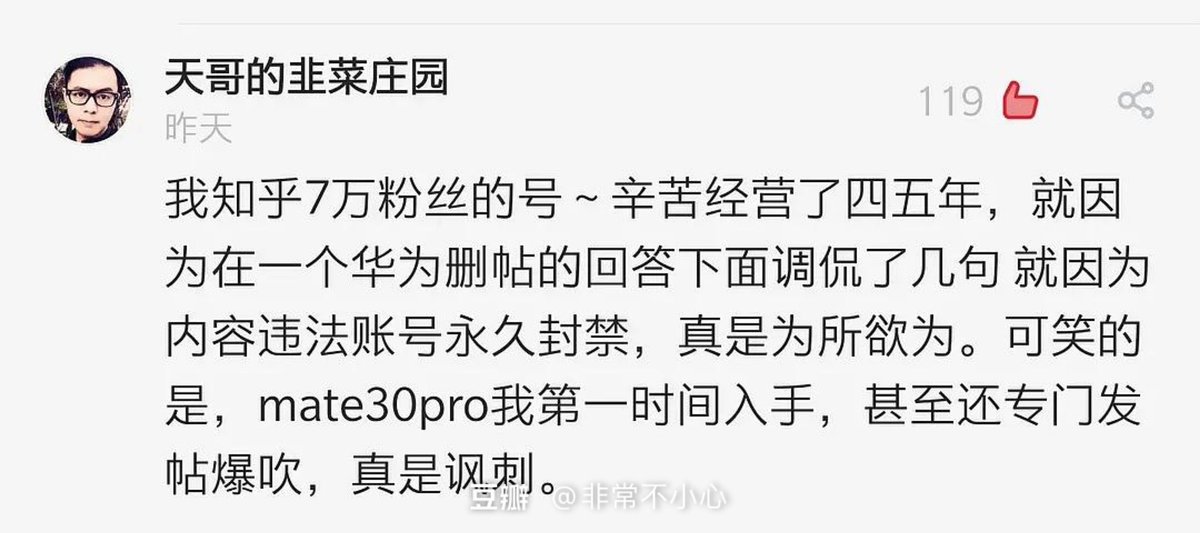 天哥的韭菜庄园
昨天
119
我知乎7万粉丝的号～辛苦经营了四五年，就因
为在一个华为删帖的回答下面调侃了几句 就因为
内容违法账号永久封禁，真是为所欲为。可笑的
是，mate30pro我第一时间入手，甚至还专门发
帖爆吹，真是讽刺。
豆瓣 @非常不小心